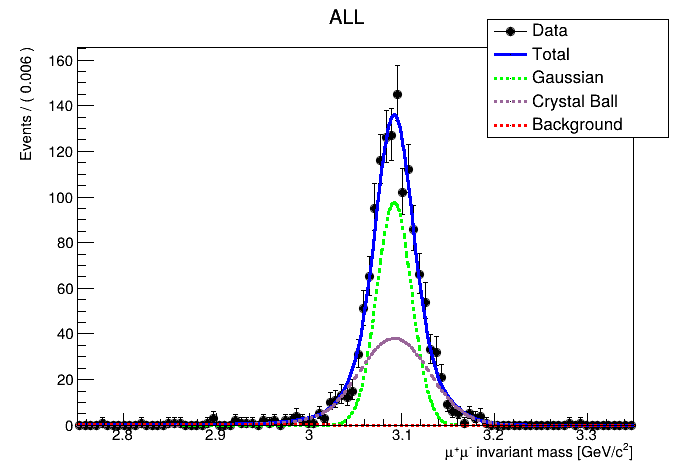 ALL
Data
Total
Gaussian
Crystal Ball
Background
Events / ( 0.006 )
160
140
120
100
80
60
40
20
0
2.8 2.9 3 3.1 3.2 3.3
μ⁺μ⁻ invariant mass [GeV/c²]